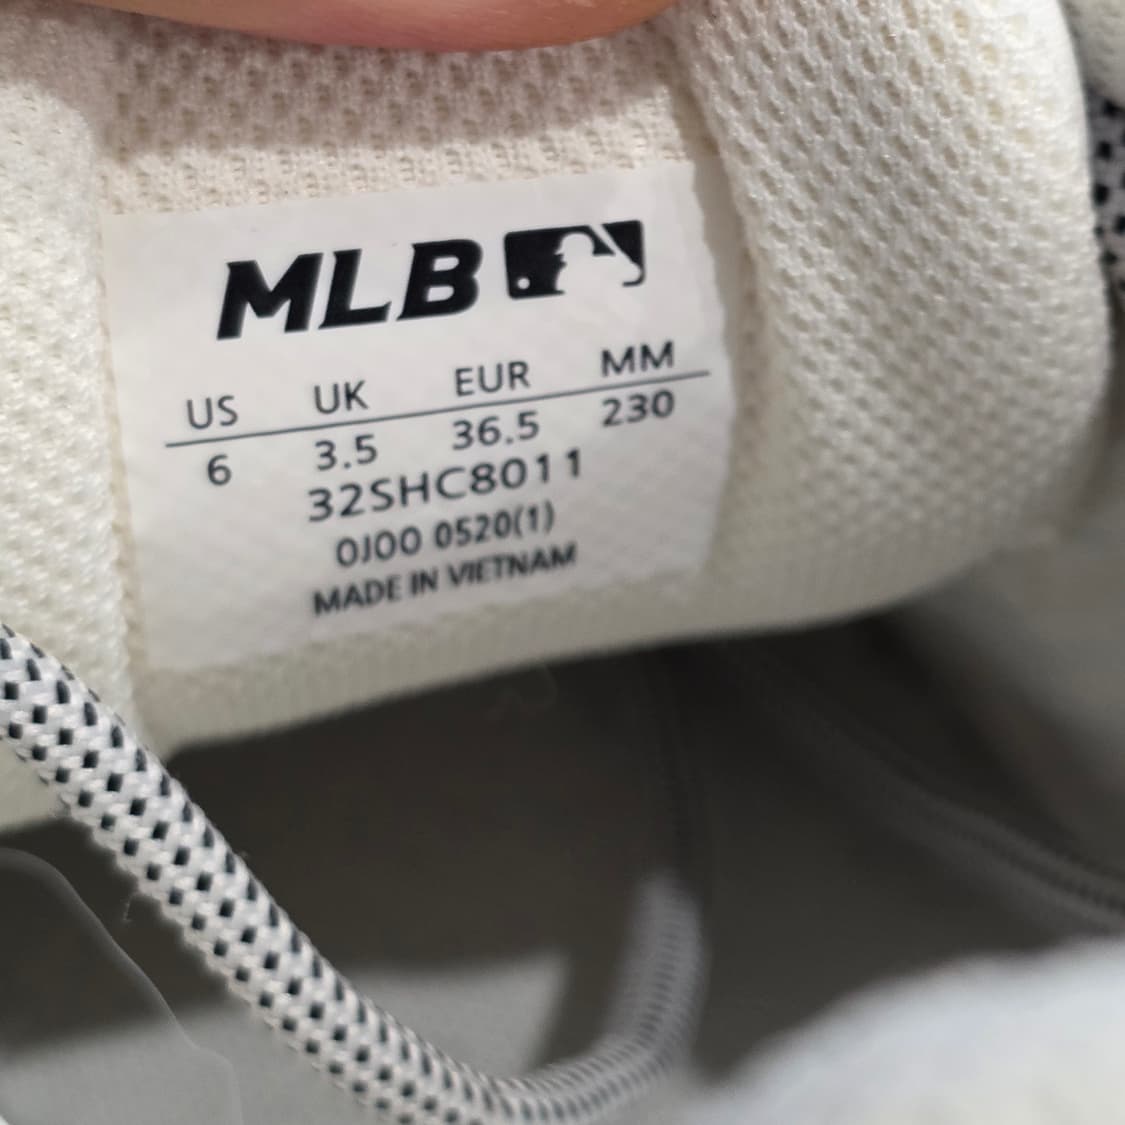 MLB
US UK EUR MM
6 3.5 36.5 230
32SHC8011
0J00 0520(1)
MADE IN VIETNAM